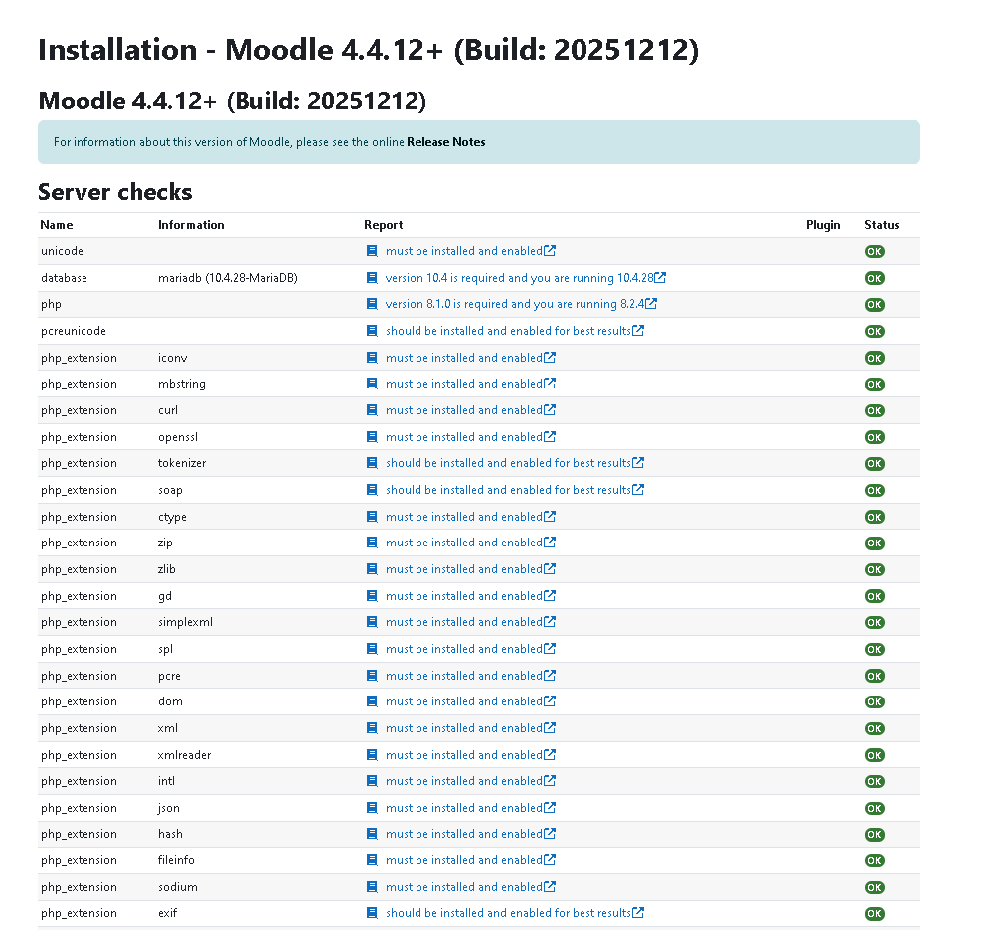 Installation - Moodle 4.4.12+ (Build: 20251212)
Moodle 4.4.12+ (Build: 20251212)
For information about this version of Moodle, please see the online Release Notes
Server checks
Name Information Report Plugin Status
unicode must be installed and enabled OK
database mariadb (10.4.28-MariaDB) version 10.4 is required and you are running 10.4.28 OK
php version 8.1.0 is required and you are running 8.2.4 OK
pcreunicode should be installed and enabled for best results OK
php_extension iconv must be installed and enabled OK
php_extension mbstring must be installed and enabled OK
php_extension curl must be installed and enabled OK
php_extension openssl must be installed and enabled OK
php_extension tokenizer should be installed and enabled for best results OK
php_extension soap should be installed and enabled for best results OK
php_extension ctype must be installed and enabled OK
php_extension zip must be installed and enabled OK
php_extension zlib must be installed and enabled OK
php_extension gd must be installed and enabled OK
php_extension simplexml must be installed and enabled OK
php_extension spl must be installed and enabled OK
php_extension pcre must be installed and enabled OK
php_extension dom must be installed and enabled OK
php_extension xml must be installed and enabled OK
php_extension xmlreader must be installed and enabled OK
php_extension intl must be installed and enabled OK
php_extension json must be installed and enabled OK
php_extension hash must be installed and enabled OK
php_extension fileinfo must be installed and enabled OK
php_extension sodium must be installed and enabled OK
php_extension exif should be installed and enabled for best results OK